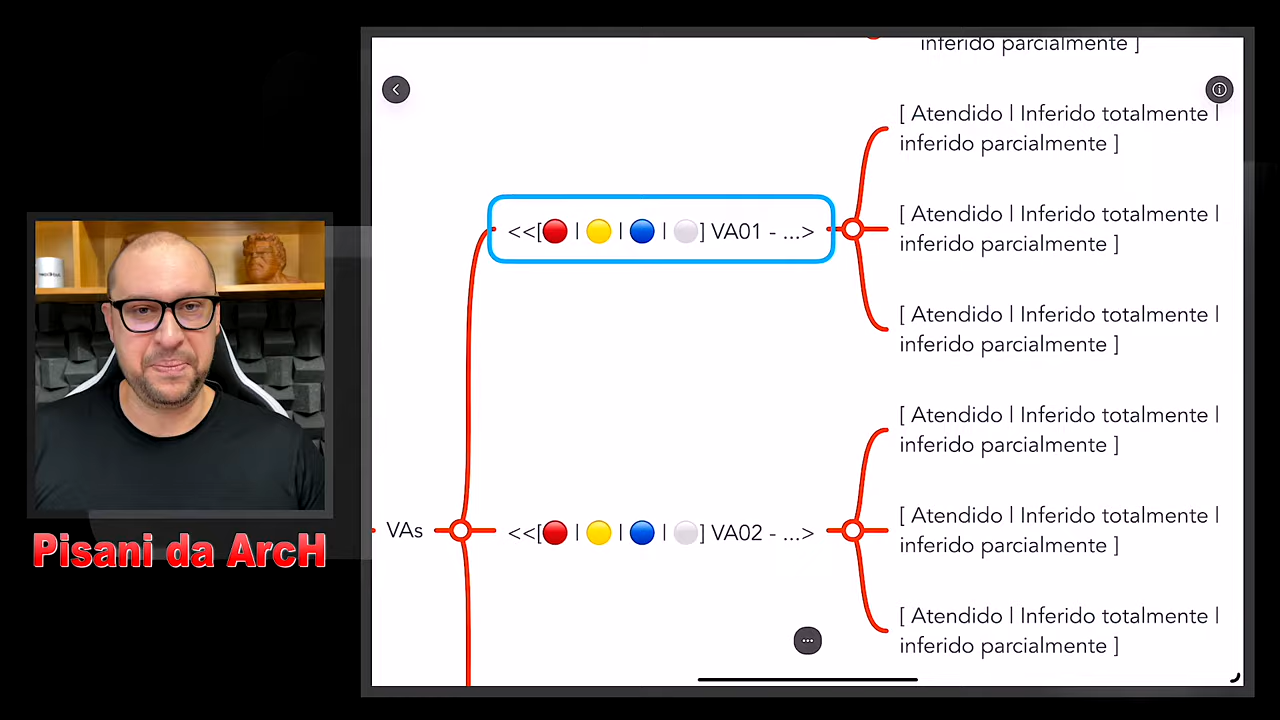 inferido parcialmente ]
[ Atendido | Inferido totalmente |
inferido parcialmente ]
<<[🔴 | 🟡 | 🔵 | ⚪] VA01 - ...>
[ Atendido | Inferido totalmente |
inferido parcialmente ]
[ Atendido | Inferido totalmente |
inferido parcialmente ]
[ Atendido | Inferido totalmente |
inferido parcialmente ]
VAs
<<[🔴 | 🟡 | 🔵 | ⚪] VA02 - ...>
[ Atendido | Inferido totalmente |
inferido parcialmente ]
[ Atendido | Inferido totalmente |
inferido parcialmente ]
Pisani da ArcH